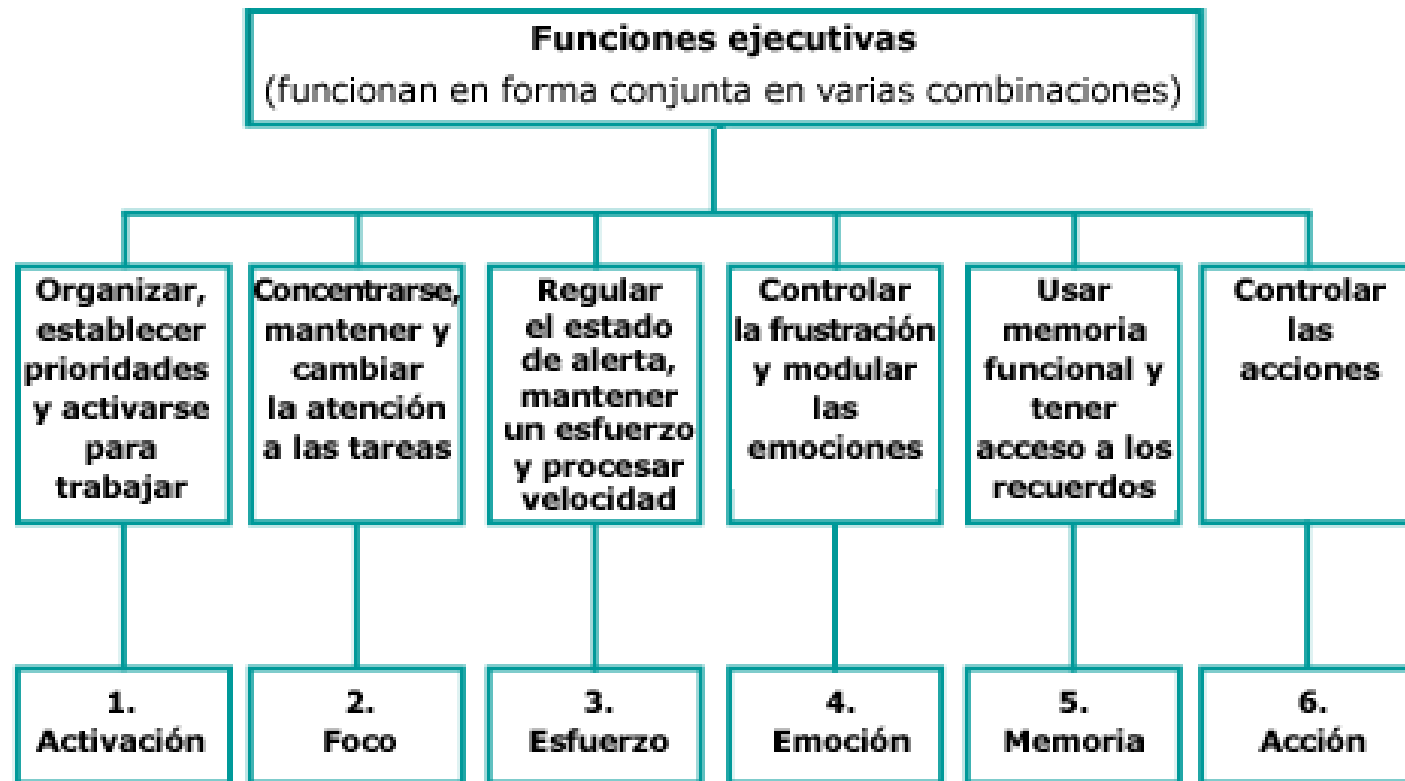 Funciones ejecutivas
(funcionan en forma conjunta en varias combinaciones)
Organizar,
establecer
prioridades
y activarse
para
trabajar
Concentrarse,
mantener y
cambiar
la atención
a las tareas
Regular
el estado
de alerta,
mantener
un esfuerzo
y procesar
velocidad
Controlar
la frustración
y modular
las
emociones
Usar
memoria
funcional y
tener
acceso a los
recuerdos
Controlar
las
acciones
1.
Activación
2.
Foco
3.
Esfuerzo
4.
Emoción
5.
Memoria
6.
Acción